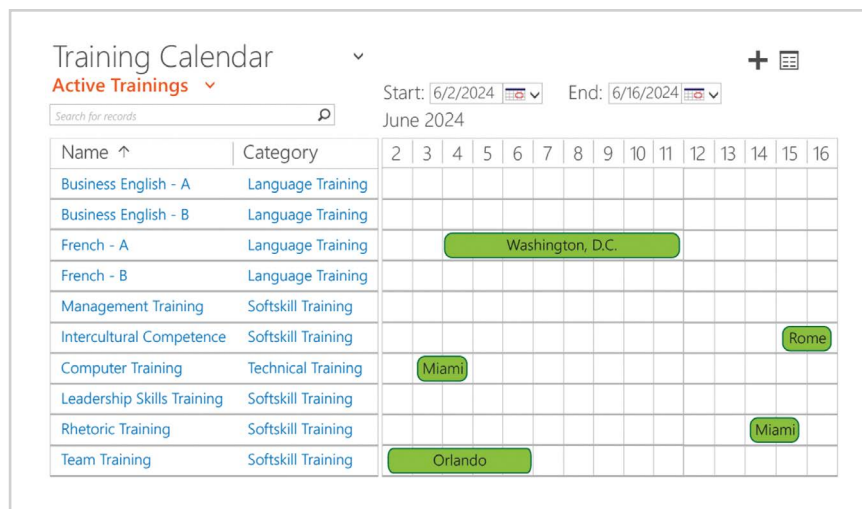 Training Calendar
Active Trainings
Start: 6/2/2024 End: 6/16/2024
Search for records
June 2024
Name ↑ Category 2 3 4 5 6 7 8 9 10 11 12 13 14 15 16
Business English - A Language Training
Business English - B Language Training
French - A Language Training Washington, D.C.
French - B Language Training
Management Training Softskill Training
Intercultural Competence Softskill Training Rome
Computer Training Technical Training Miami
Leadership Skills Training Softskill Training
Rhetoric Training Softskill Training Miami
Team Training Softskill Training Orlando